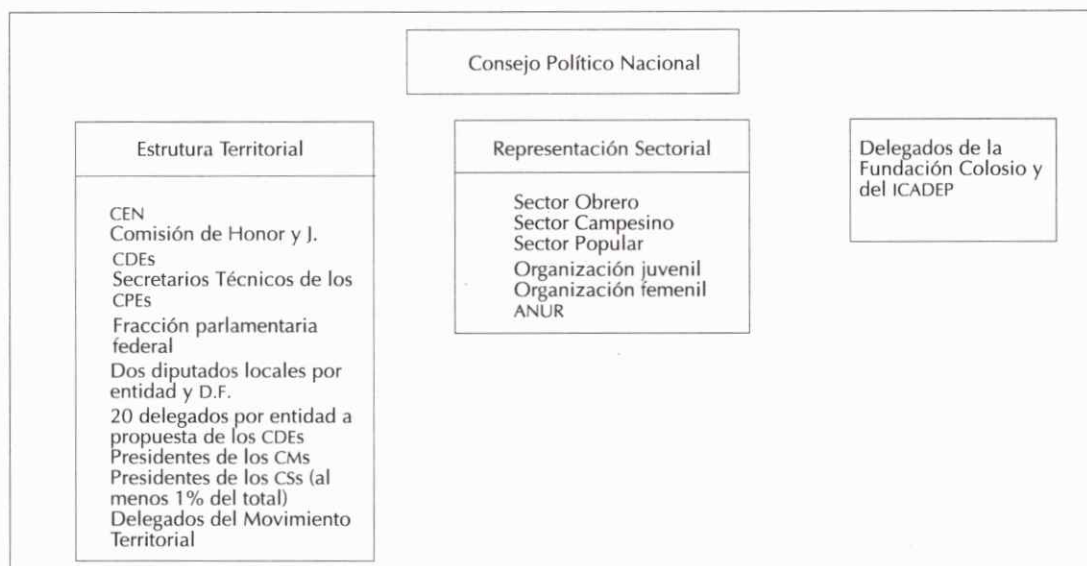 Consejo Político Nacional
Estrutura Territorial
CEN
Comisión de Honor y J.
CDEs
Secretarios Técnicos de los
CPEs
Fracción parlamentaria
federal
Dos diputados locales por
entidad y D.F.
20 delegados por entidad a
propuesta de los CDEs
Presidentes de los CMs
Presidentes de los CSs (al
menos 1% del total)
Delegados del Movimiento
Territorial
Representación Sectorial
Sector Obrero
Sector Campesino
Sector Popular
Organización juvenil
Organización femenil
ANUR
Delegados de la
Fundación Colosio y
del ICADEP